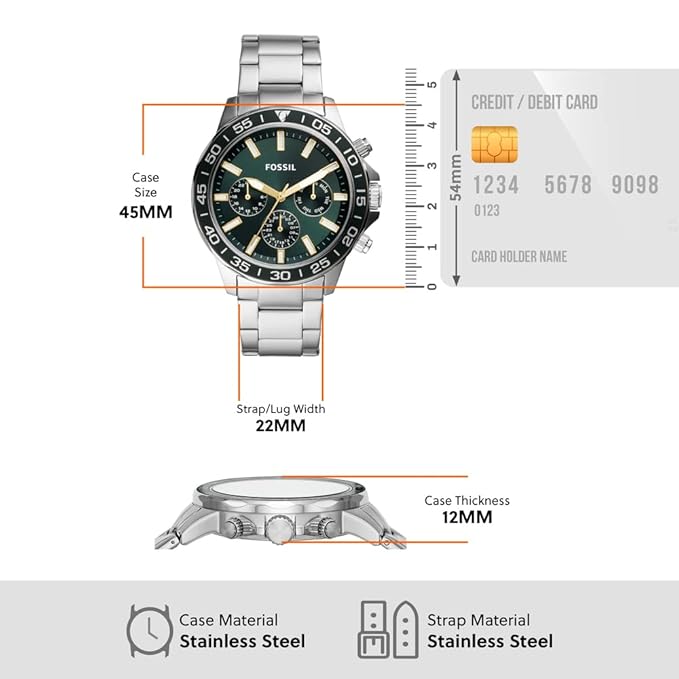 CREDIT / DEBIT CARD
1234 5678 9098
0123
CARD HOLDER NAME
54mm
5
4
3
2
1
0
Case
Size
45MM
FOSSIL
55
50
45
40
35
30
25
20
15
10
5
Strap/Lug Width
22MM
Case Thickness
12MM
Case Material
Stainless Steel
Strap Material
Stainless Steel